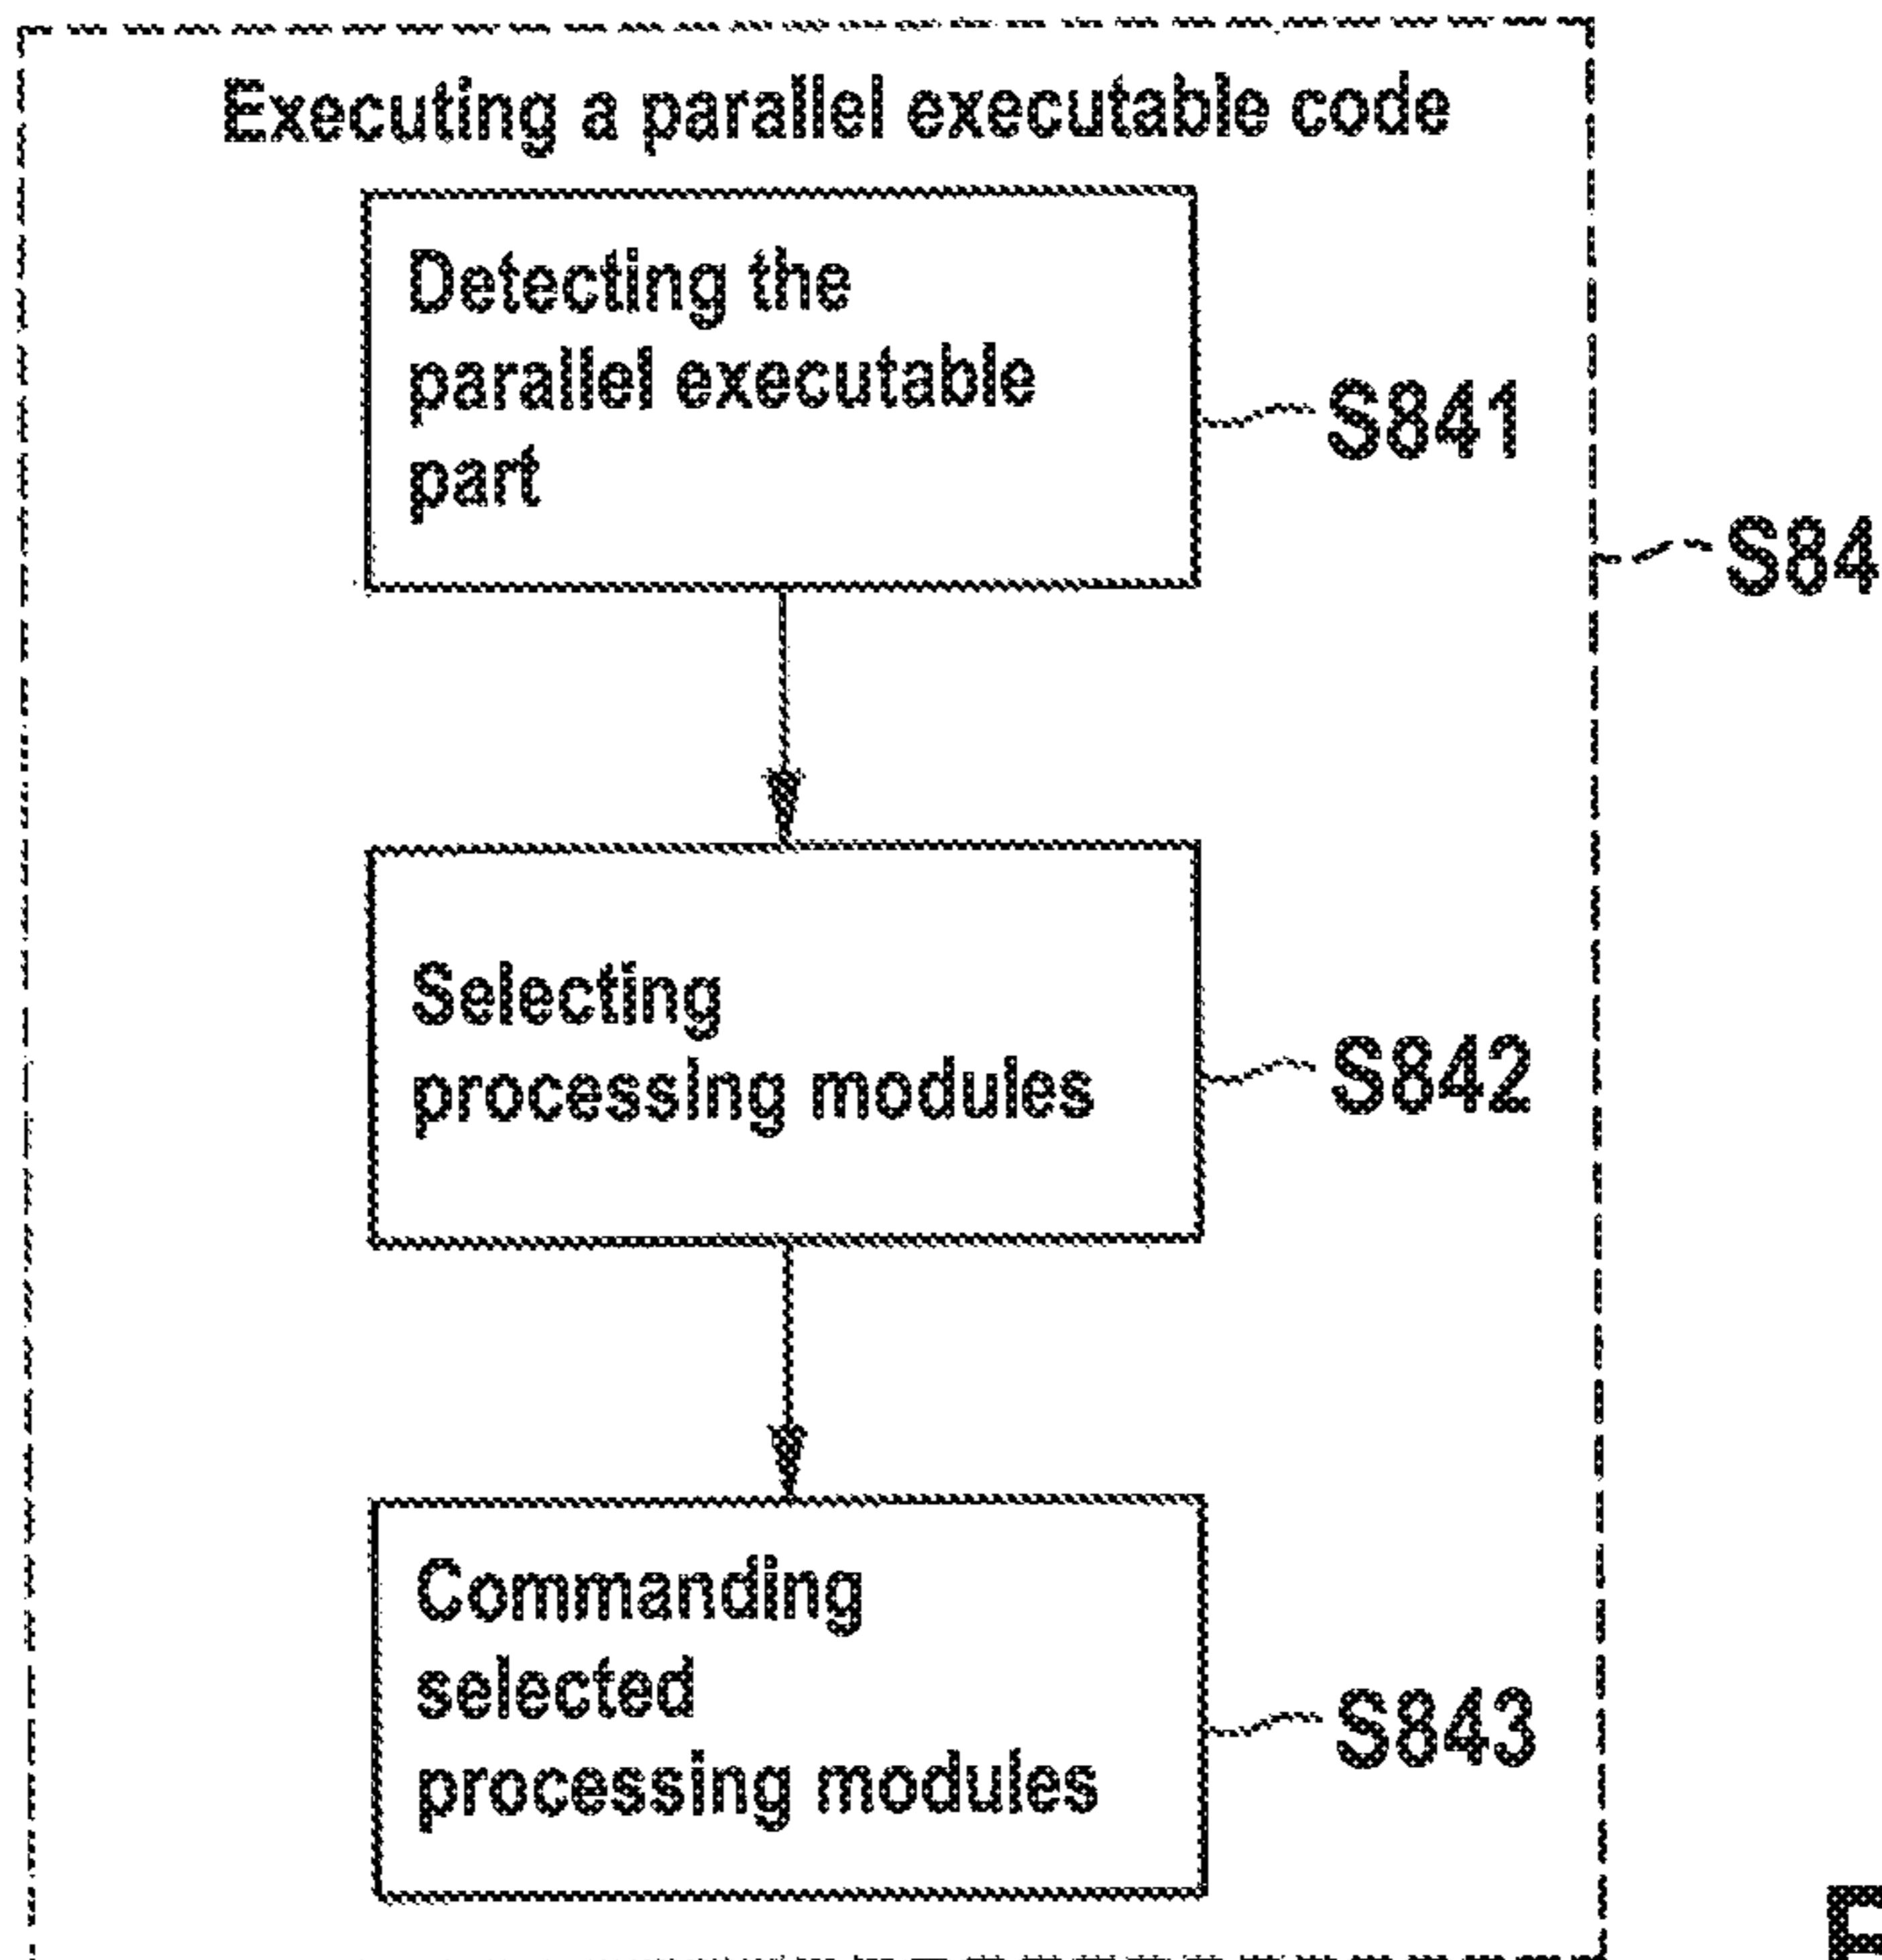 Executing a parallel executable code
Detecting the
parallel executable
part
S841
S84
Selecting
processing modules
S842
Commanding
selected
processing modules
S843